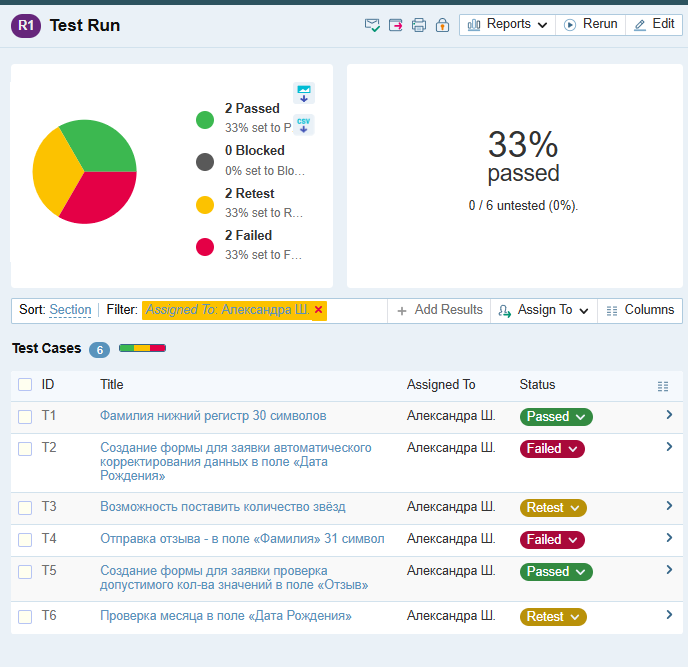 R1 Test Run
Reports Rerun Edit
2 Passed
33% set to P
CSV
0 Blocked
0% set to Blo...
2 Retest
33% set to R...
2 Failed
33% set to F...
33%
passed
0 / 6 untested (0%).
Sort: Section Filter: Assigned To: Александра Ш. Add Results Assign To Columns
Test Cases 6
ID Title Assigned To Status
T1 Фамилия нижний регистр 30 символов Александра Ш. Passed
T2 Создание формы для заявки автоматического Александра Ш. Failed
корректирования данных в поле «Дата
Рождения»
T3 Возможность поставить количество звёзд Александра Ш. Retest
T4 Отправка отзыва - в поле «Фамилия» 31 символ Александра Ш. Failed
T5 Создание формы для заявки проверка Александра Ш. Passed
допустимого кол-ва значений в поле «Отзыв»
T6 Проверка месяца в поле «Дата Рождения» Александра Ш. Retest